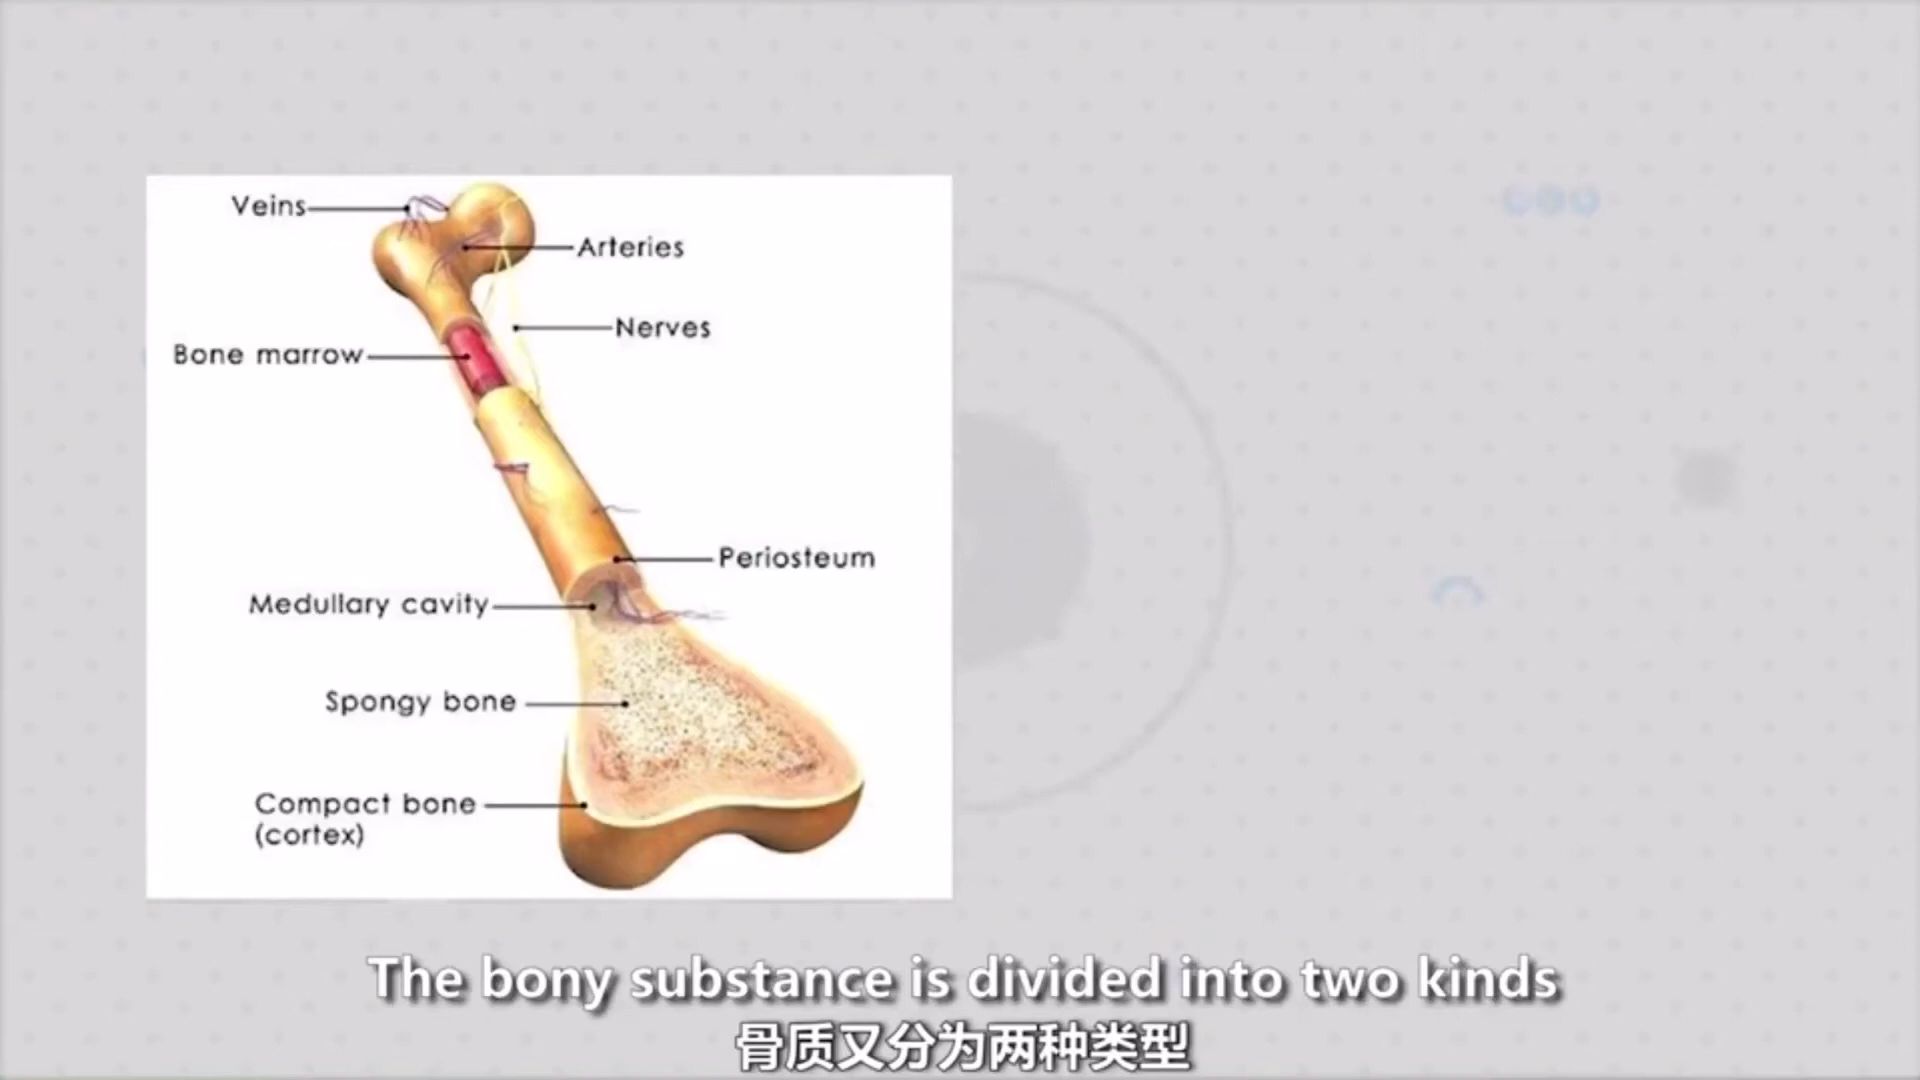 Veins
Arteries
Nerves
Bone marrow
Periosteum
Medullary cavity
Spongy bone
Compact bone
(cortex)
The bony substance is divided into two kinds
骨质又分为两种类型